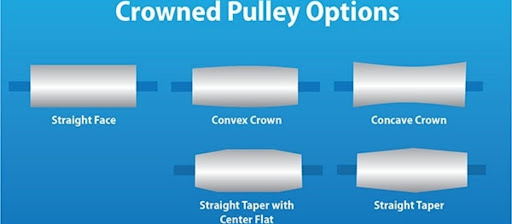 Crowned Pulley Options
Straight Face
Convex Crown
Concave Crown
Straight Taper with
Center Flat
Straight Taper